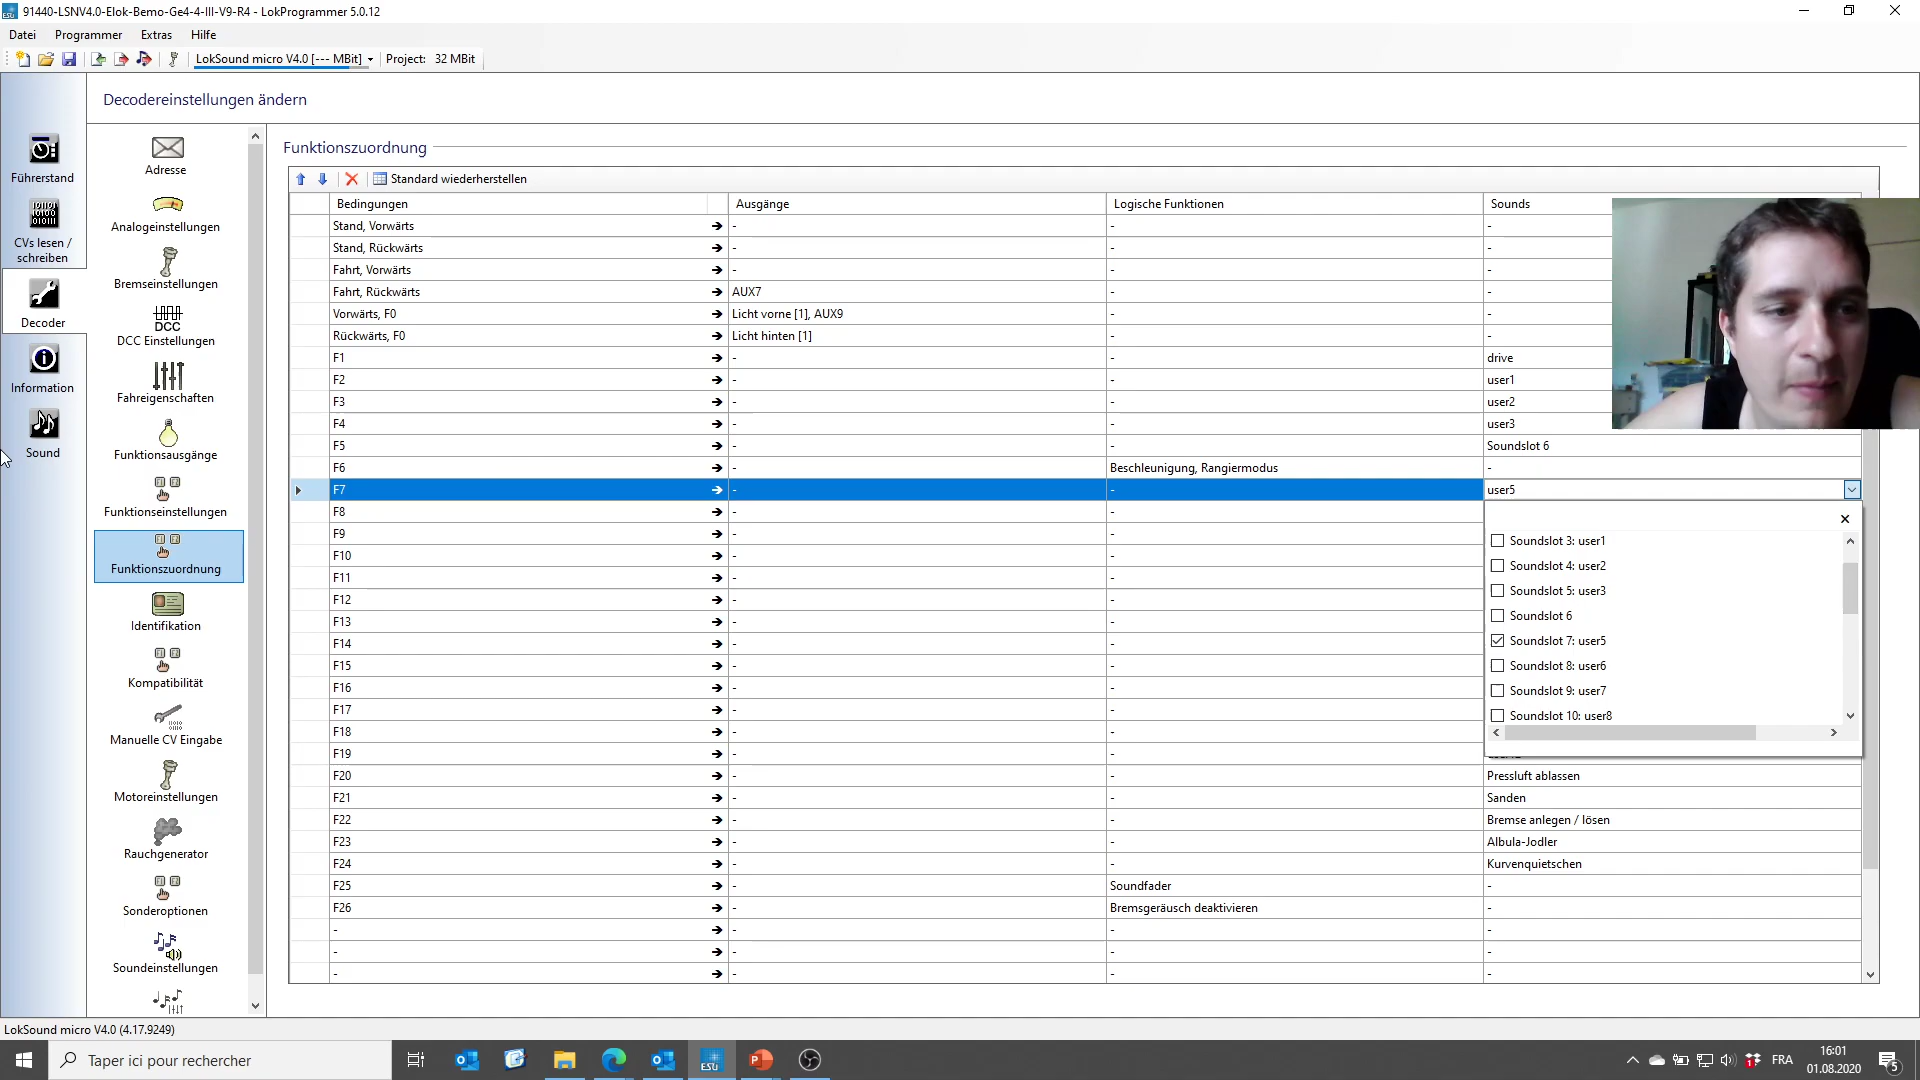 91440-LSNV4.0-Elok-Bemo-Ge4-4-III-V9-R4 - LokProgrammer 5.0.12
Datei Programmer Extras Hilfe
LokSound micro V4.0 [--- MBit] Project: 32 MBit
Decodereinstellungen ändern
Führerstand
CVs lesen /
schreiben
Decoder
Information
Sound
Adresse
Analogeinstellungen
Bremseinstellungen
DCC
DCC Einstellungen
Fahreigenschaften
Funktionsausgänge
Funktionseinstellungen
Funktionszuordnung
Identifikation
Kompatibilität
Manuelle CV Eingabe
Motoreinstellungen
Rauchgenerator
Sonderoptionen
Soundeinstellungen
Funktionszuordnung
Standard wiederherstellen
Bedingungen Ausgänge Logische Funktionen Sounds
Stand, Vorwärts - - -
Stand, Rückwärts - - -
Fahrt, Vorwärts - - -
Fahrt, Rückwärts AUX7 - -
Vorwärts, F0 Licht vorne [1], AUX9 - -
Rückwärts, F0 Licht hinten [1] - -
F1 - - drive
F2 - - user1
F3 - - user2
F4 - - user3
F5 - - Soundslot 6
F6 - Beschleunigung, Rangiermodus -
F7 - - user5
F8 - -
F9 - -
F10 - -
F11 - -
F12 - -
F13 - -
F14 - -
F15 - -
F16 - -
F17 - -
F18 - -
F19 - -
F20 - - Pressluft ablassen
F21 - - Sanden
F22 - - Bremse anlegen / lösen
F23 - - Albula-Jodler
F24 - - Kurvenquietschen
F25 - Soundfader -
F26 - Bremsgeräusch deaktivieren -
- - - -
- - - -
- - - -
Soundslot 3: user1
Soundslot 4: user2
Soundslot 5: user3
Soundslot 6
Soundslot 7: user5
Soundslot 8: user6
Soundslot 9: user7
Soundslot 10: user8
LokSound micro V4.0 (4.17.9249)
Taper ici pour rechercher
ESU
FRA
16:01
01.08.2020
5